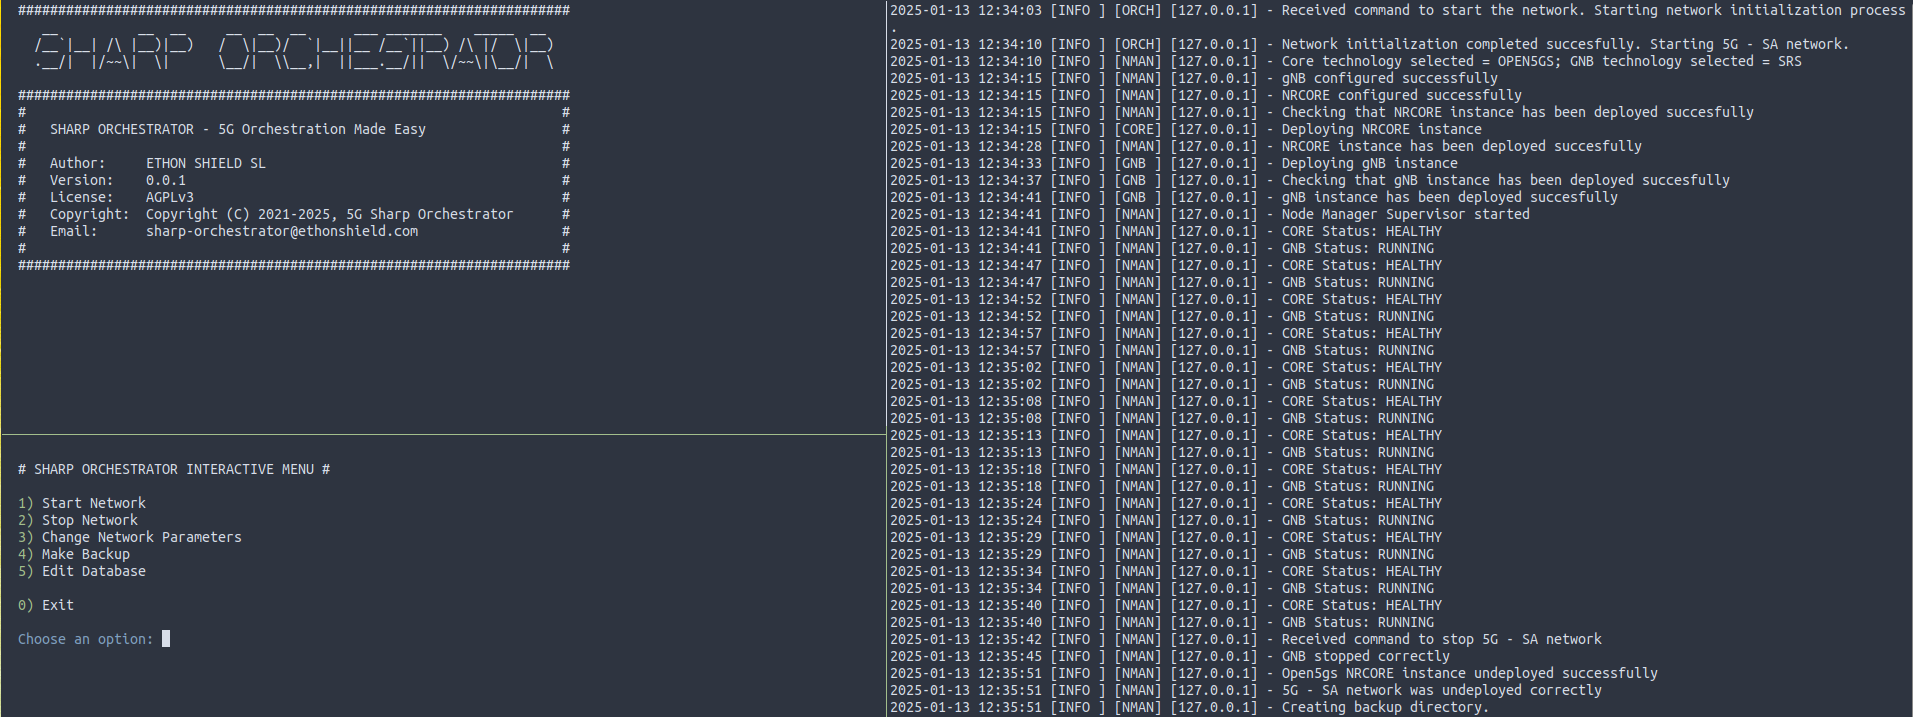 ######################################################################
######################################################################
#                                                                    #
#   SHARP ORCHESTRATOR - 5G Orchestration Made Easy                  #
#                                                                    #
#   Author:     ETHON SHIELD SL                                      #
#   Version:    0.0.1                                                #
#   License:    AGPLv3                                               #
#   Copyright:  Copyright (C) 2021-2025, 5G Sharp Orchestrator       #
#   Email:      sharp-orchestrator@ethonshield.com                   #
#                                                                    #
######################################################################
# SHARP ORCHESTRATOR INTERACTIVE MENU #
1) Start Network
2) Stop Network
3) Change Network Parameters
4) Make Backup
5) Edit Database
0) Exit
Choose an option:
2025-01-13 12:34:03 [INFO ] [ORCH] [127.0.0.1] - Received command to start the network. Starting network initialization process
.
2025-01-13 12:34:10 [INFO ] [ORCH] [127.0.0.1] - Network initialization completed succesfully. Starting 5G - SA network.
2025-01-13 12:34:10 [INFO ] [NMAN] [127.0.0.1] - Core technology selected = OPEN5GS; GNB technology selected = SRS
2025-01-13 12:34:15 [INFO ] [NMAN] [127.0.0.1] - gNB configured successfully
2025-01-13 12:34:15 [INFO ] [NMAN] [127.0.0.1] - NRCORE configured successfully
2025-01-13 12:34:15 [INFO ] [NMAN] [127.0.0.1] - Checking that NRCORE instance has been deployed succesfully
2025-01-13 12:34:15 [INFO ] [CORE] [127.0.0.1] - Deploying NRCORE instance
2025-01-13 12:34:28 [INFO ] [NMAN] [127.0.0.1] - NRCORE instance has been deployed succesfully
2025-01-13 12:34:33 [INFO ] [GNB ] [127.0.0.1] - Deploying gNB instance
2025-01-13 12:34:37 [INFO ] [GNB ] [127.0.0.1] - Checking that gNB instance has been deployed succesfully
2025-01-13 12:34:41 [INFO ] [GNB ] [127.0.0.1] - gNB instance has been deployed succesfully
2025-01-13 12:34:41 [INFO ] [NMAN] [127.0.0.1] - Node Manager Supervisor started
2025-01-13 12:34:41 [INFO ] [NMAN] [127.0.0.1] - CORE Status: HEALTHY
2025-01-13 12:34:41 [INFO ] [NMAN] [127.0.0.1] - GNB Status: RUNNING
2025-01-13 12:34:47 [INFO ] [NMAN] [127.0.0.1] - CORE Status: HEALTHY
2025-01-13 12:34:47 [INFO ] [NMAN] [127.0.0.1] - GNB Status: RUNNING
2025-01-13 12:34:52 [INFO ] [NMAN] [127.0.0.1] - CORE Status: HEALTHY
2025-01-13 12:34:52 [INFO ] [NMAN] [127.0.0.1] - GNB Status: RUNNING
2025-01-13 12:34:57 [INFO ] [NMAN] [127.0.0.1] - CORE Status: HEALTHY
2025-01-13 12:34:57 [INFO ] [NMAN] [127.0.0.1] - GNB Status: RUNNING
2025-01-13 12:35:02 [INFO ] [NMAN] [127.0.0.1] - CORE Status: HEALTHY
2025-01-13 12:35:02 [INFO ] [NMAN] [127.0.0.1] - GNB Status: RUNNING
2025-01-13 12:35:08 [INFO ] [NMAN] [127.0.0.1] - CORE Status: HEALTHY
2025-01-13 12:35:08 [INFO ] [NMAN] [127.0.0.1] - GNB Status: RUNNING
2025-01-13 12:35:13 [INFO ] [NMAN] [127.0.0.1] - CORE Status: HEALTHY
2025-01-13 12:35:13 [INFO ] [NMAN] [127.0.0.1] - GNB Status: RUNNING
2025-01-13 12:35:18 [INFO ] [NMAN] [127.0.0.1] - CORE Status: HEALTHY
2025-01-13 12:35:18 [INFO ] [NMAN] [127.0.0.1] - GNB Status: RUNNING
2025-01-13 12:35:24 [INFO ] [NMAN] [127.0.0.1] - CORE Status: HEALTHY
2025-01-13 12:35:24 [INFO ] [NMAN] [127.0.0.1] - GNB Status: RUNNING
2025-01-13 12:35:29 [INFO ] [NMAN] [127.0.0.1] - CORE Status: HEALTHY
2025-01-13 12:35:29 [INFO ] [NMAN] [127.0.0.1] - GNB Status: RUNNING
2025-01-13 12:35:34 [INFO ] [NMAN] [127.0.0.1] - CORE Status: HEALTHY
2025-01-13 12:35:34 [INFO ] [NMAN] [127.0.0.1] - GNB Status: RUNNING
2025-01-13 12:35:40 [INFO ] [NMAN] [127.0.0.1] - CORE Status: HEALTHY
2025-01-13 12:35:40 [INFO ] [NMAN] [127.0.0.1] - GNB Status: RUNNING
2025-01-13 12:35:42 [INFO ] [NMAN] [127.0.0.1] - Received command to stop 5G - SA network
2025-01-13 12:35:45 [INFO ] [NMAN] [127.0.0.1] - GNB stopped correctly
2025-01-13 12:35:51 [INFO ] [NMAN] [127.0.0.1] - Open5gs NRCORE instance undeployed successfully
2025-01-13 12:35:51 [INFO ] [NMAN] [127.0.0.1] - 5G - SA network was undeployed correctly
2025-01-13 12:35:51 [INFO ] [NMAN] [127.0.0.1] - Creating backup directory.